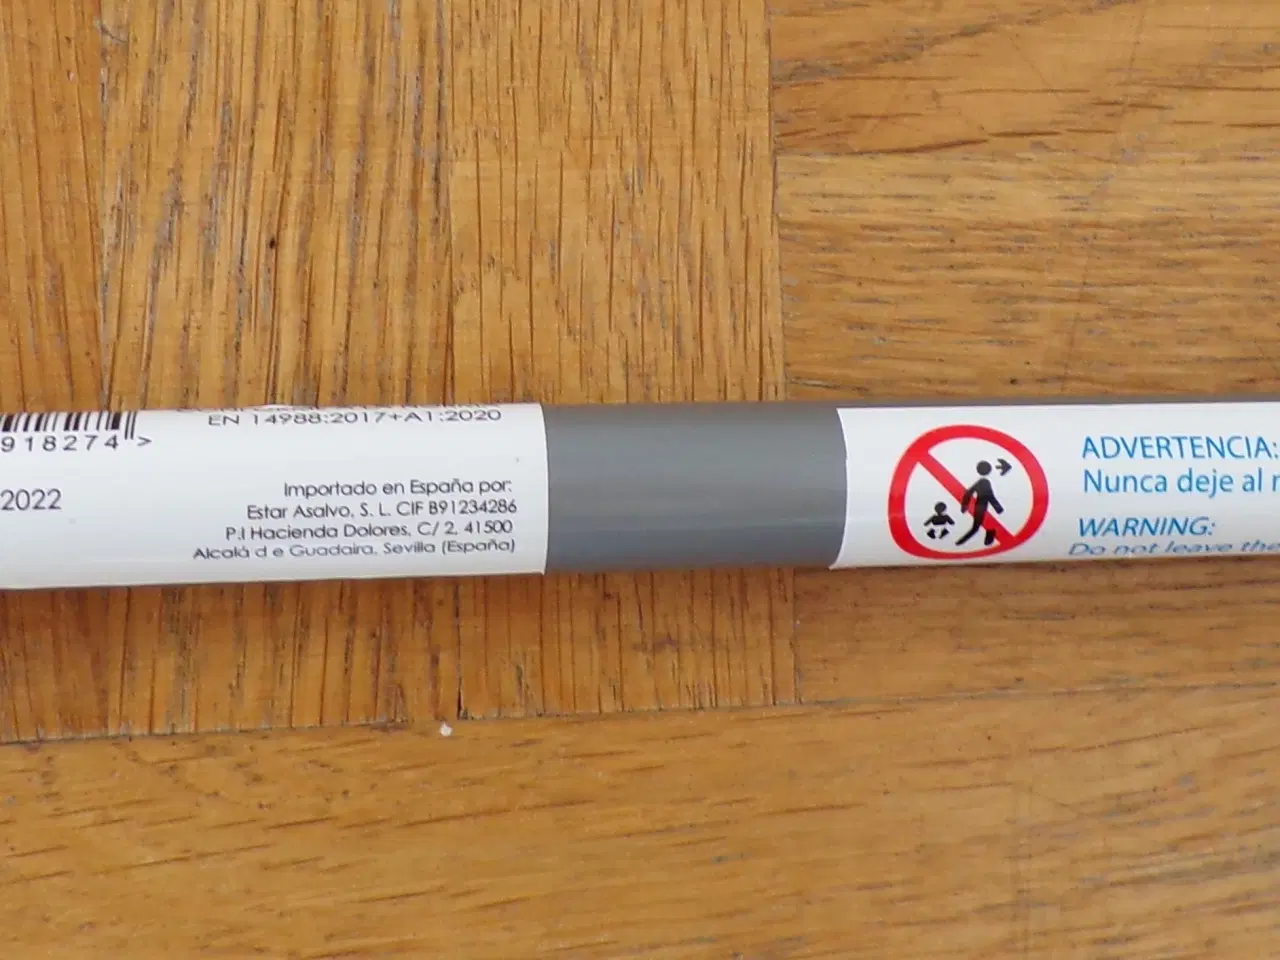 EN 14988:2017+A1:2020
918274 >
2022
Importado en España por:
Estar Asalvo, S. L. CIF B91234286
P.I Hacienda Dolores, C/ 2, 41500
Alcalá d e Guadaira, Sevilla (España)
ADVERTENCIA:
Nunca deje al
WARNING:
Do not leave the